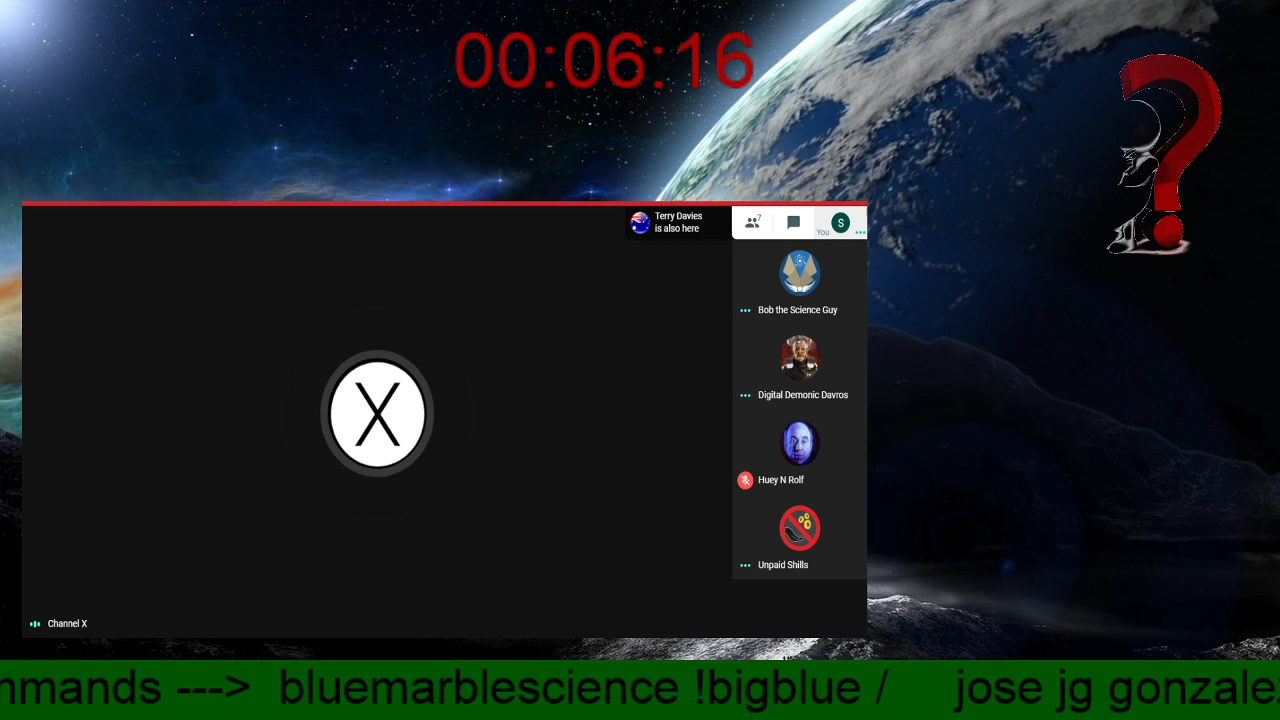 00:06:16
Terry Davies
is also here
7
You
S
Bob the Science Guy
Digital Demonic Davros
Huey N Rolf
Unpaid Shills
X
Channel X
mmands ---> bluemarblescience !bigblue / jose jg gonzale